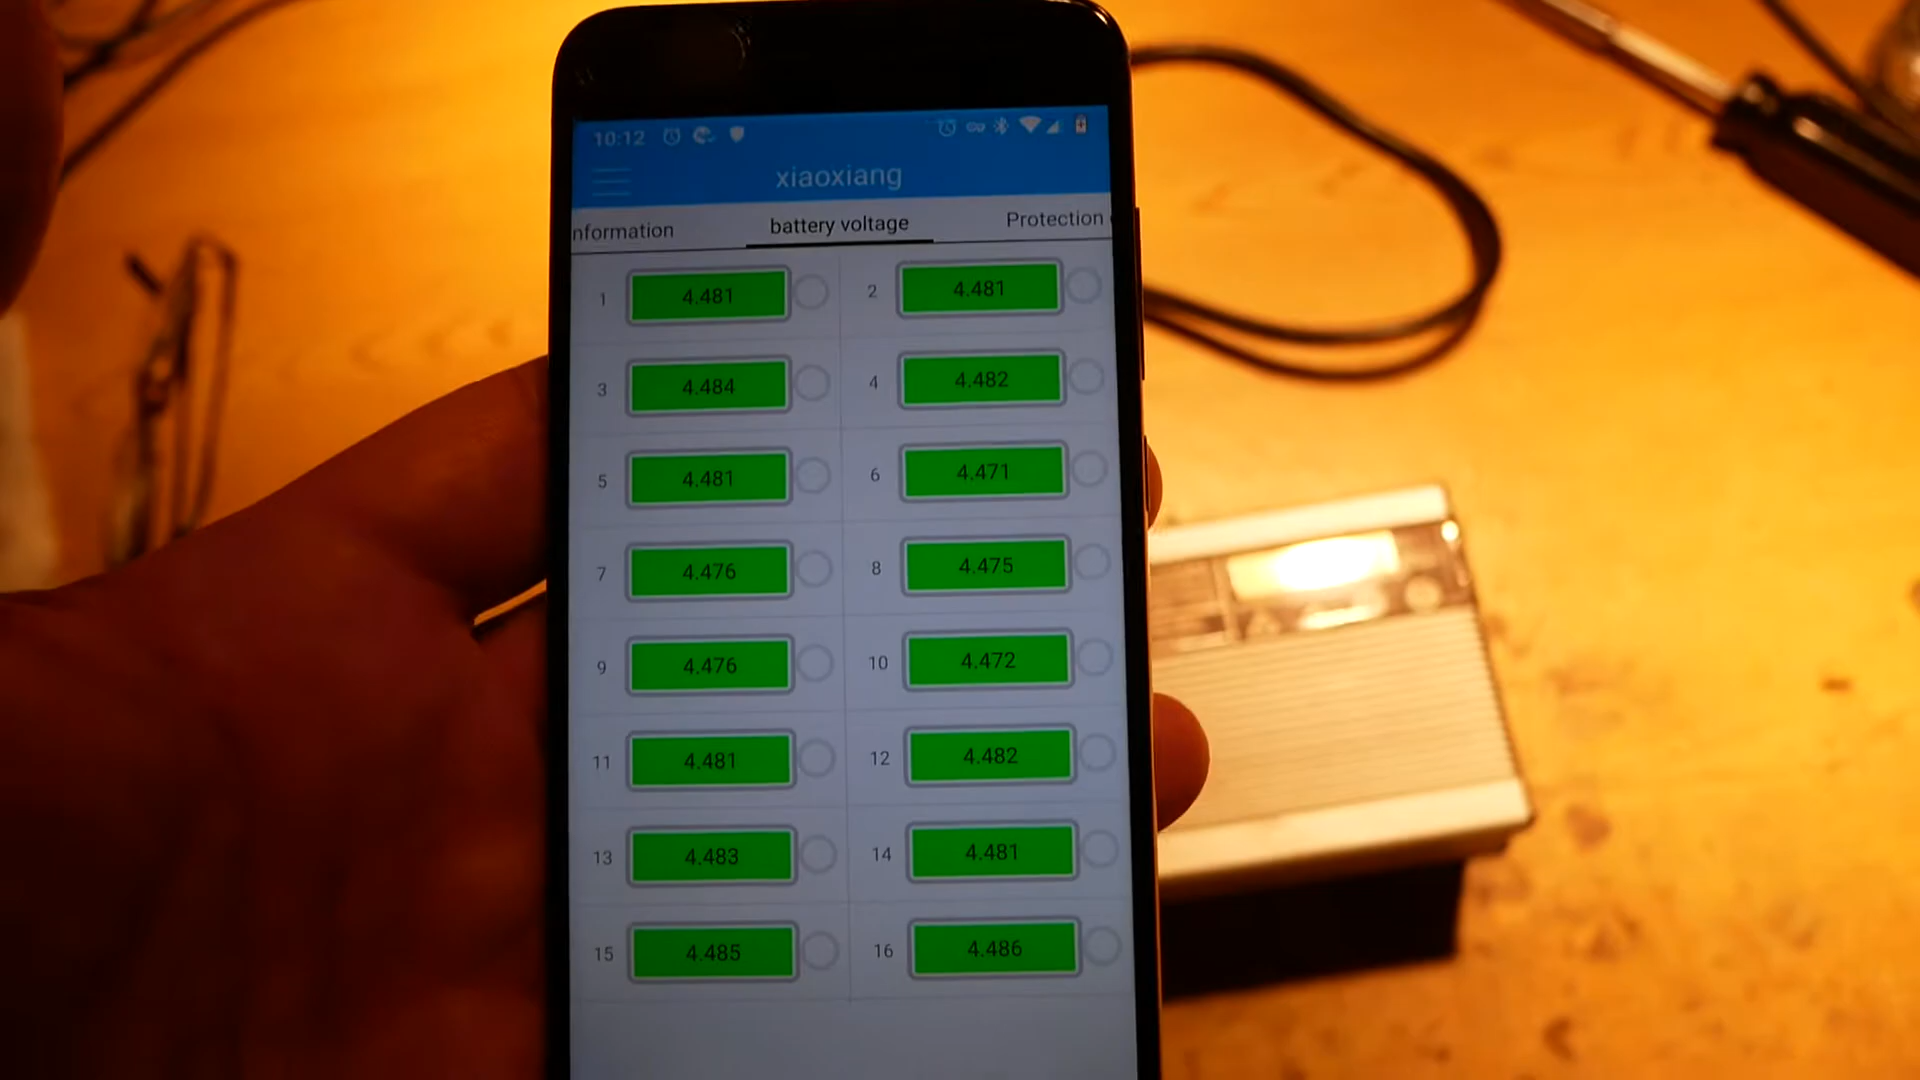 10:12
xiaoxiang
nformation battery voltage Protection
1 4.481 2 4.481
3 4.484 4 4.482
5 4.481 6 4.471
7 4.476 8 4.475
9 4.476 10 4.472
11 4.481 12 4.482
13 4.483 14 4.481
15 4.485 16 4.486